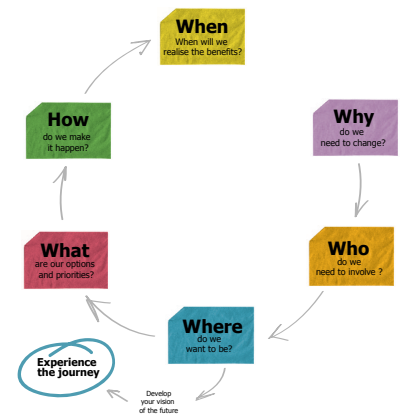 When
When will we
realise the benefits?
How
do we make
it happen?
Why
do we
need to change?
What
are our options
and priorities?
Who
do we
need to involve ?
Where
do we
want to be?
Experience
the journey
Develop
your vision
of the future